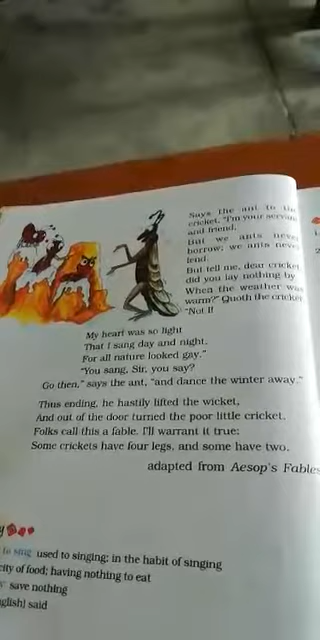 Says the ant to the
cricket, "I'm your servant
and friend,
But we ants never
borrow; we ants never
lend.
But tell me, dear cricket,
did you lay nothing by
When the weather was
warm?" Quoth the cricket,
"Not I!
My heart was so light
That I sang day and night,
For all nature looked gay."
"You sang, Sir, you say?
Go then," says the ant, "and dance the winter away."
Thus ending, he hastily lifted the wicket,
And out of the door turned the poor little cricket.
Folks call this a fable. I'll warrant it true:
Some crickets have four legs, and some have two.
adapted from Aesop's Fables
y
to sing used to singing; in the habit of singing
city of food; having nothing to eat
save nothing
glish) said